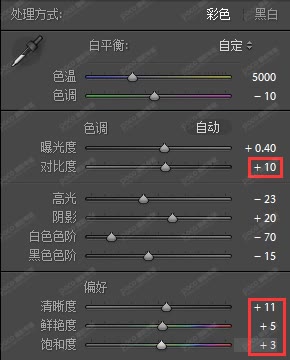 处理方式: 彩色 | 黑白
白平衡: 自定
色温 5000
色调 －10
色调 自动
曝光度 ＋0.40
对比度 ＋10
高光 －23
阴影 ＋20
白色色阶 －70
黑色色阶 －15
偏好
清晰度 ＋11
鲜艳度 ＋5
饱和度 ＋3